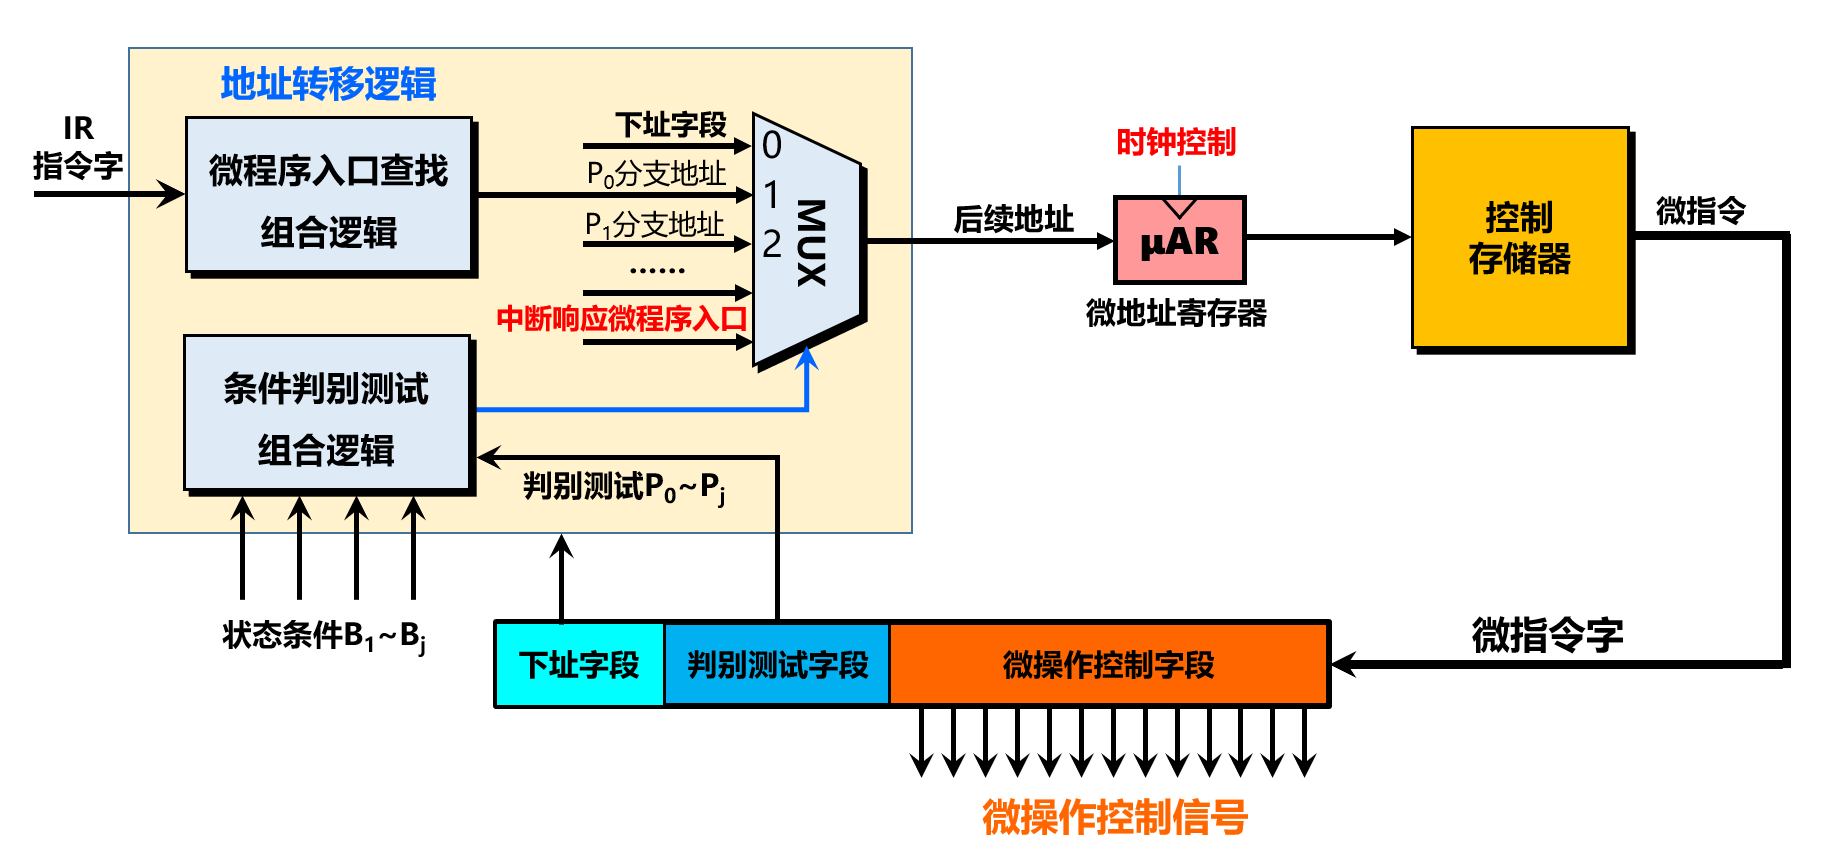 地址转移逻辑
IR
指令字
微程序入口查找
组合逻辑
下址字段
P0分支地址
P1分支地址
......
中断响应微程序入口
0
1
2
MUX
条件判别测试
组合逻辑
判别测试P0~Pj
状态条件B1~Bj
后续地址
时钟控制
μAR
微地址寄存器
控制
存储器
微指令
微指令字
下址字段
判别测试字段
微操作控制字段
微操作控制信号